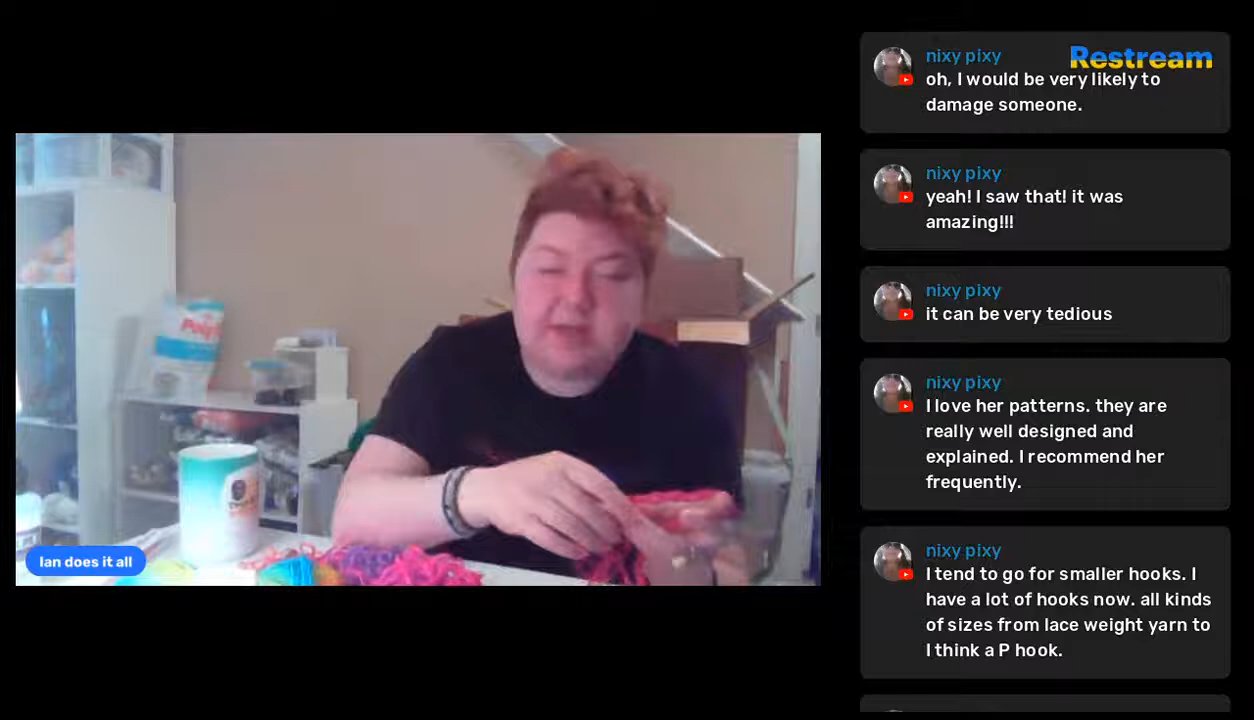 Restream
nixy pixy
oh, I would be very likely to
damage someone.
nixy pixy
yeah! I saw that! it was
amazing!!!
nixy pixy
it can be very tedious
nixy pixy
I love her patterns. they are
really well designed and
explained. I recommend her
frequently.
nixy pixy
I tend to go for smaller hooks. I
have a lot of hooks now. all kinds
of sizes from lace weight yarn to
I think a P hook.
Ian does it all